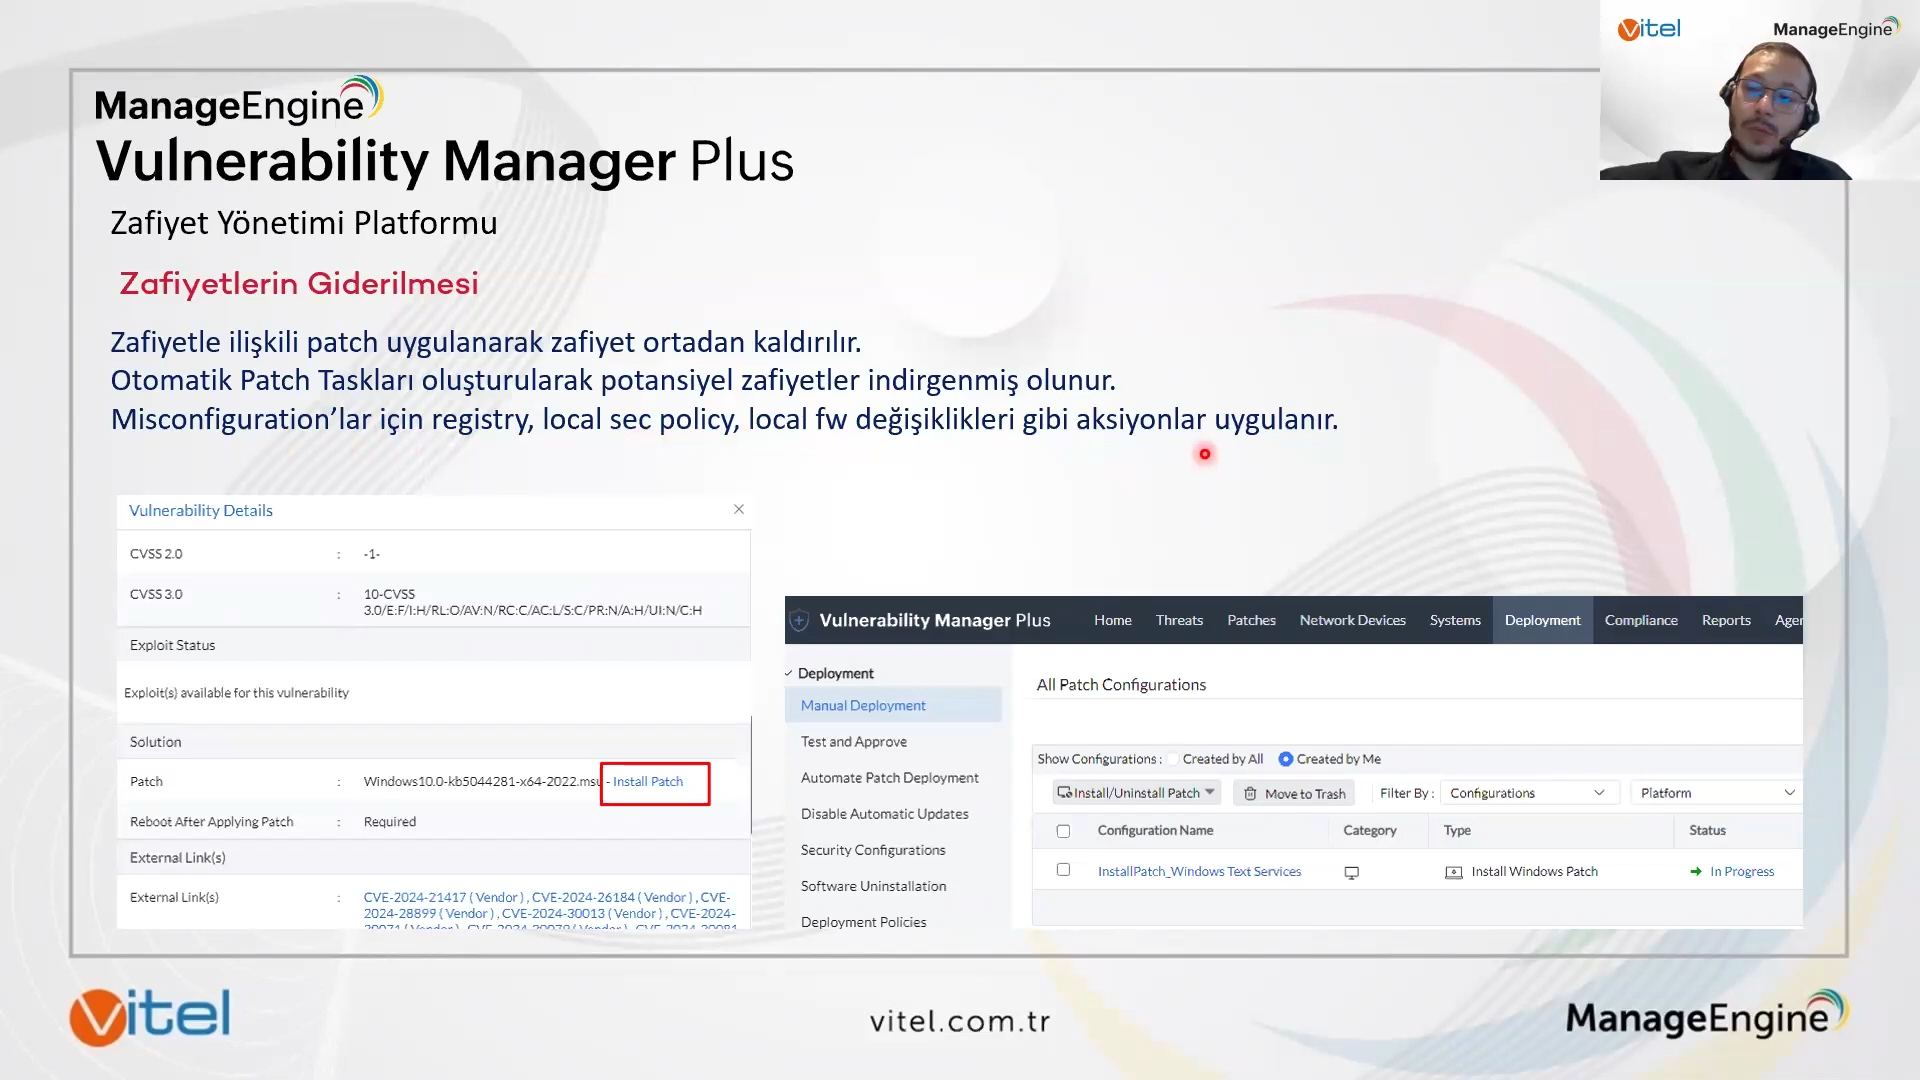 vitel
ManageEngine
ManageEngine
Vulnerability Manager Plus
Zafiyet Yönetimi Platformu
Zafiyetlerin Giderilmesi
Zafiyetle ilişkili patch uygulanarak zafiyet ortadan kaldırılır.
Otomatik Patch Taskları oluşturularak potansiyel zafiyetler indirgenmiş olunur.
Misconfiguration’lar için registry, local sec policy, local fw değişiklikleri gibi aksiyonlar uygulanır.
Vulnerability Details
CVSS 2.0 : -1-
CVSS 3.0 : 10-CVSS
3.0/E:F/I:H/RL:O/AV:N/RC:C/AC:L/S:C/PR:N/A:H/UI:N/C:H
Exploit Status
Exploit(s) available for this vulnerability
Solution
Patch : Windows10.0-kb5044281-x64-2022.msu - Install Patch
Reboot After Applying Patch : Required
External Link(s)
External Link(s) : CVE-2024-21417 ( Vendor ) , CVE-2024-26184 ( Vendor ) , CVE-
2024-28899 ( Vendor ) , CVE-2024-30013 ( Vendor ) , CVE-2024-
Vulnerability Manager Plus
Home Threats Patches Network Devices Systems Deployment Compliance Reports Agen
Deployment
Manual Deployment
Test and Approve
Automate Patch Deployment
Disable Automatic Updates
Security Configurations
Software Uninstallation
Deployment Policies
All Patch Configurations
Show Configurations : Created by All Created by Me
Install/Uninstall Patch Move to Trash Filter By : Configurations Platform
Configuration Name Category Type Status
InstallPatch_Windows Text Services Install Windows Patch In Progress
vitel
vitel.com.tr
ManageEngine